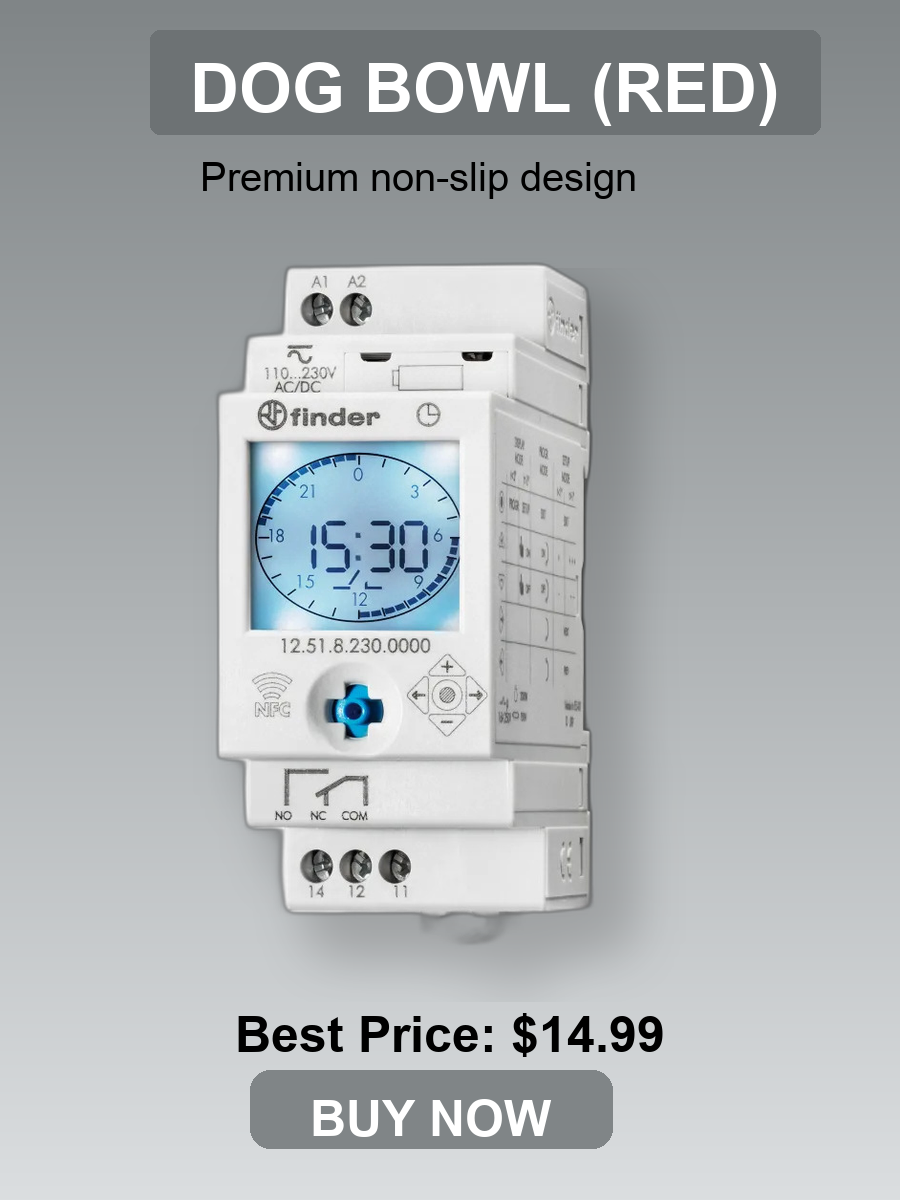 DOG BOWL (RED)
Premium non-slip design
A1 A2
finder
110...230V
AC/DC
finder
0
21 3
15:30
18 6
15 9
12
12.51.8.230.0000
+
NFC
−
NO NC COM
14 12 11
Best Price: $14.99
BUY NOW